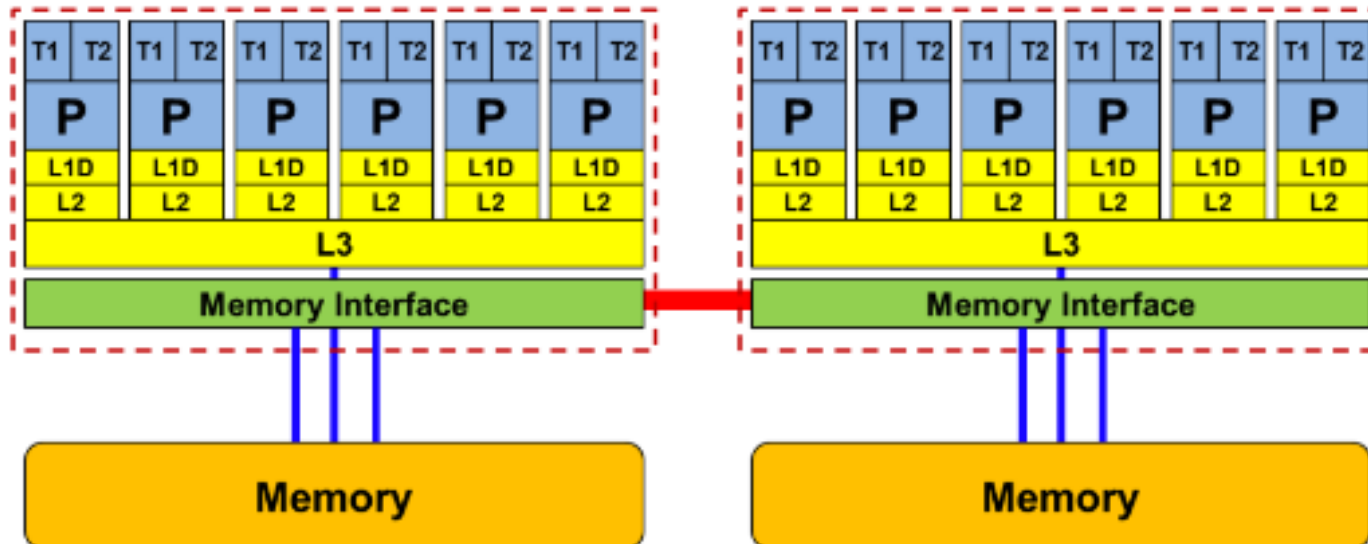 T1 T2 T1 T2 T1 T2 T1 T2 T1 T2 T1 T2 T1 T2 T1 T2 T1 T2 T1 T2 T1 T2 T1 T2
P P P P P P P P P P P P
L1D L1D L1D L1D L1D L1D L1D L1D L1D L1D L1D L1D
L2 L2 L2 L2 L2 L2 L2 L2 L2 L2 L2 L2
L3 L3
Memory Interface Memory Interface
Memory Memory